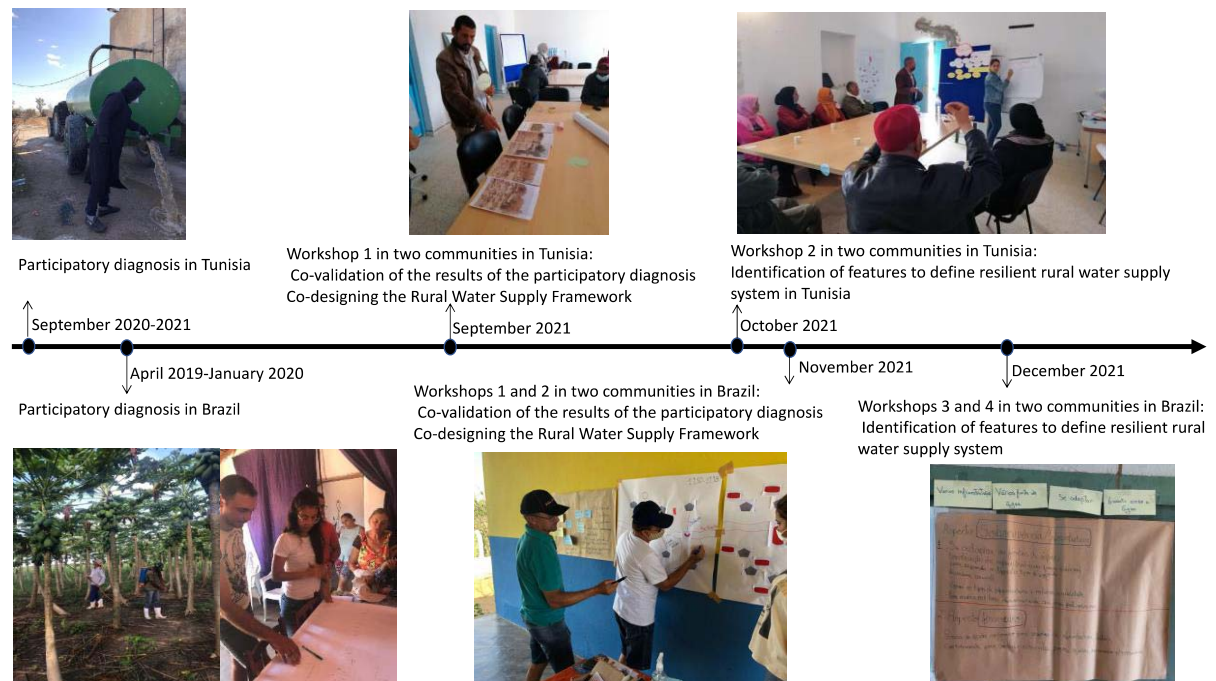 Participatory diagnosis in Tunisia
Workshop 1 in two communities in Tunisia:
Co-validation of the results of the participatory diagnosis
Co-designing the Rural Water Supply Framework
Workshop 2 in two communities in Tunisia:
Identification of features to define resilient rural water supply
system in Tunisia
September 2020-2021
September 2021
October 2021
April 2019-January 2020
November 2021
December 2021
Participatory diagnosis in Brazil
Workshops 1 and 2 in two communities in Brazil:
Co-validation of the results of the participatory diagnosis
Co-designing the Rural Water Supply Framework
Workshops 3 and 4 in two communities in Brazil:
Identification of features to define resilient rural
water supply system
Se adaptar